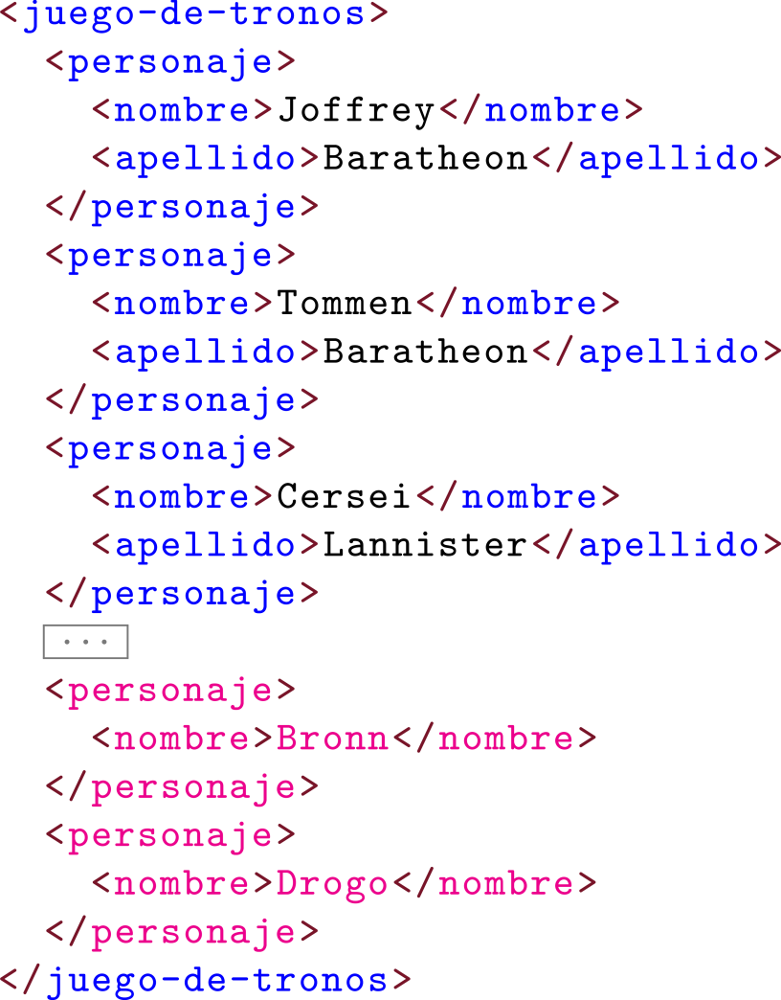 <juego-de-tronos>
  <personaje>
    <nombre>Joffrey</nombre>
    <apellido>Baratheon</apellido>
  </personaje>
  <personaje>
    <nombre>Tommen</nombre>
    <apellido>Baratheon</apellido>
  </personaje>
  <personaje>
    <nombre>Cersei</nombre>
    <apellido>Lannister</apellido>
  </personaje>
  ...
  <personaje>
    <nombre>Bronn</nombre>
  </personaje>
  <personaje>
    <nombre>Drogo</nombre>
  </personaje>
</juego-de-tronos>